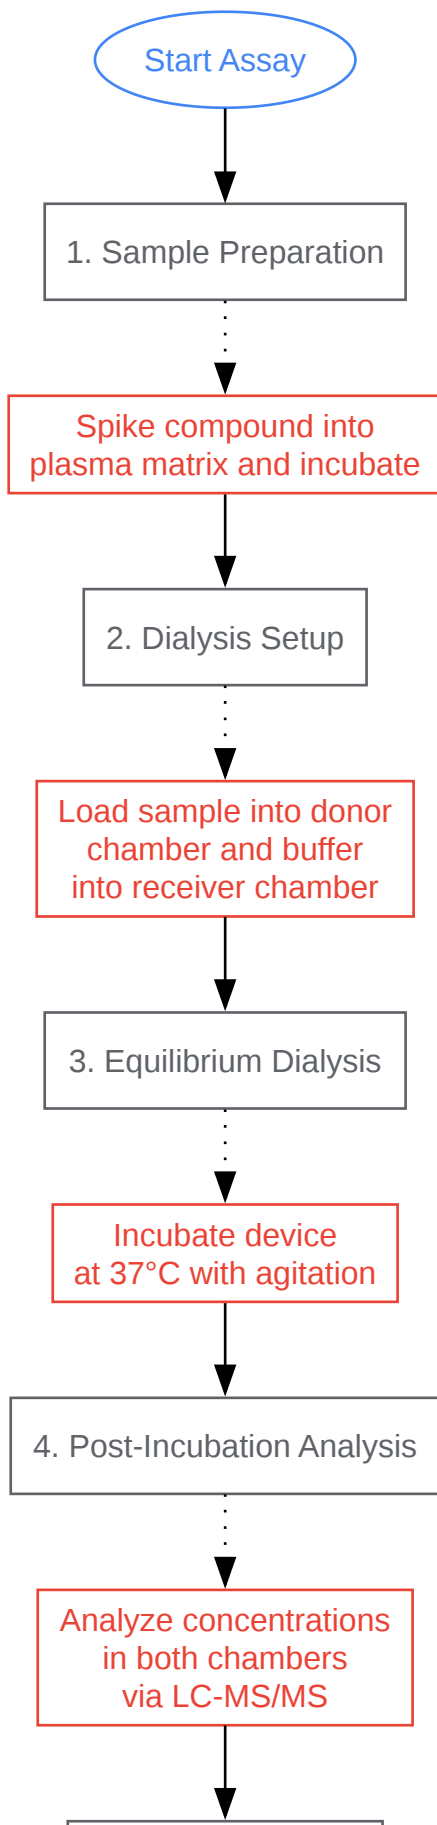 Start Assay
1. Sample Preparation
Spike compound into
plasma matrix and incubate
2. Dialysis Setup
Load sample into donor
chamber and buffer
into receiver chamber
3. Equilibrium Dialysis
Incubate device
at 37°C with agitation
4. Post-Incubation Analysis
Analyze concentrations
in both chambers
via LC-MS/MS